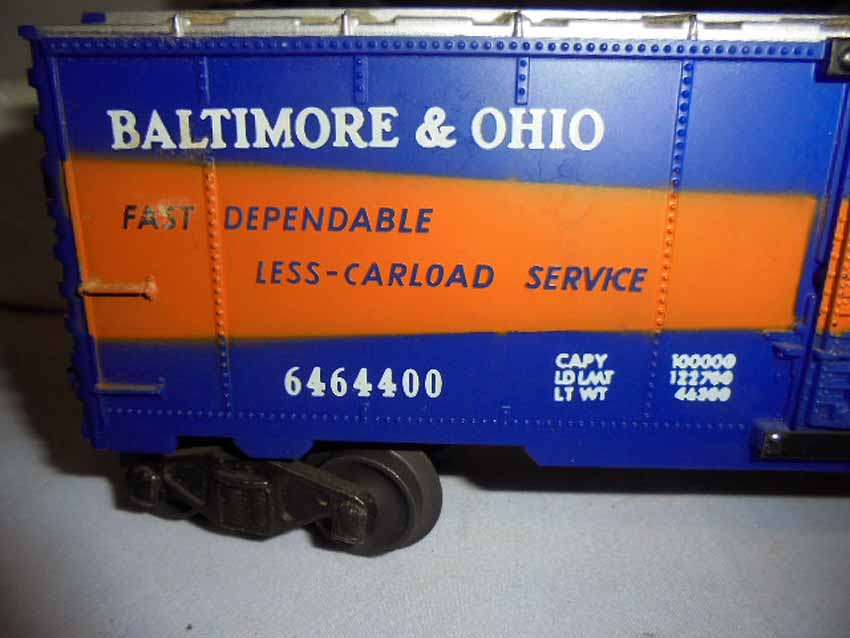 BALTIMORE & OHIO
FAST DEPENDABLE
LESS-CARLOAD SERVICE
6464400
CAPY 100000
LD LMT 122700
LT WT 46300